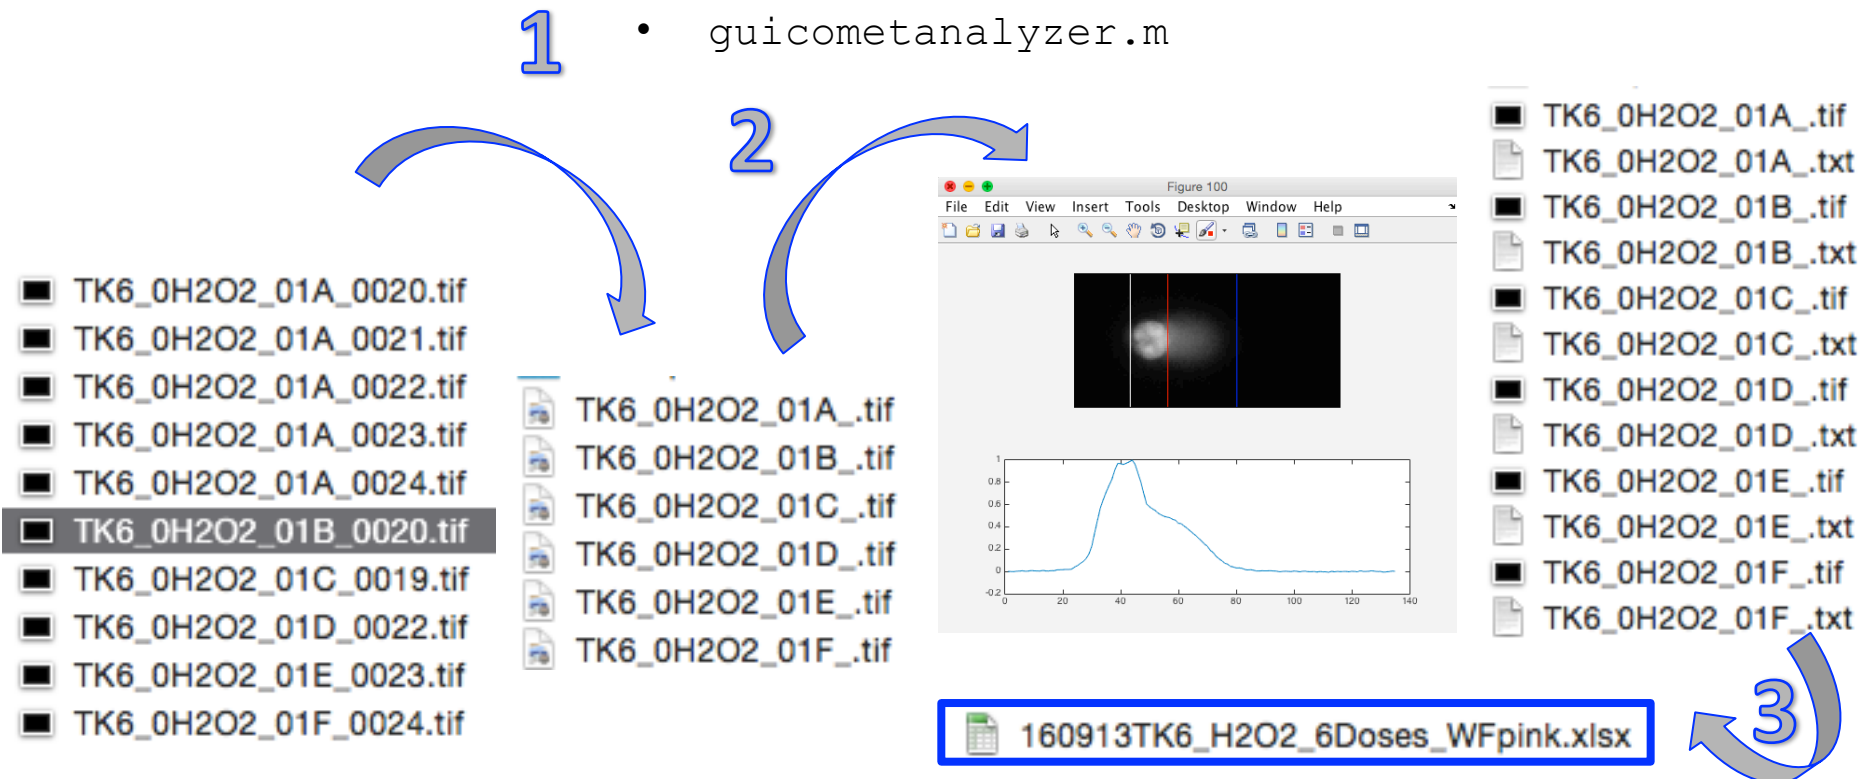 1
• guicometanalyzer.m
2
TK6_0H2O2_01A_0020.tif
TK6_0H2O2_01A_0021.tif
TK6_0H2O2_01A_0022.tif
TK6_0H2O2_01A_0023.tif
TK6_0H2O2_01A_0024.tif
TK6_0H2O2_01B_0020.tif
TK6_0H2O2_01C_0019.tif
TK6_0H2O2_01D_0022.tif
TK6_0H2O2_01E_0023.tif
TK6_0H2O2_01F_0024.tif
TK6_0H2O2_01A_.tif
TK6_0H2O2_01B_.tif
TK6_0H2O2_01C_.tif
TK6_0H2O2_01D_.tif
TK6_0H2O2_01E_.tif
TK6_0H2O2_01F_.tif
Figure 100
File Edit View Insert Tools Desktop Window Help
1
0.8
0.6
0.4
0.2
0
-0.2
0 20 40 60 80 100 120 140
TK6_0H2O2_01A_.tif
TK6_0H2O2_01A_.txt
TK6_0H2O2_01B_.tif
TK6_0H2O2_01B_.txt
TK6_0H2O2_01C_.tif
TK6_0H2O2_01C_.txt
TK6_0H2O2_01D_.tif
TK6_0H2O2_01D_.txt
TK6_0H2O2_01E_.tif
TK6_0H2O2_01E_.txt
TK6_0H2O2_01F_.tif
TK6_0H2O2_01F_.txt
3
160913TK6_H2O2_6Doses_WFpink.xlsx